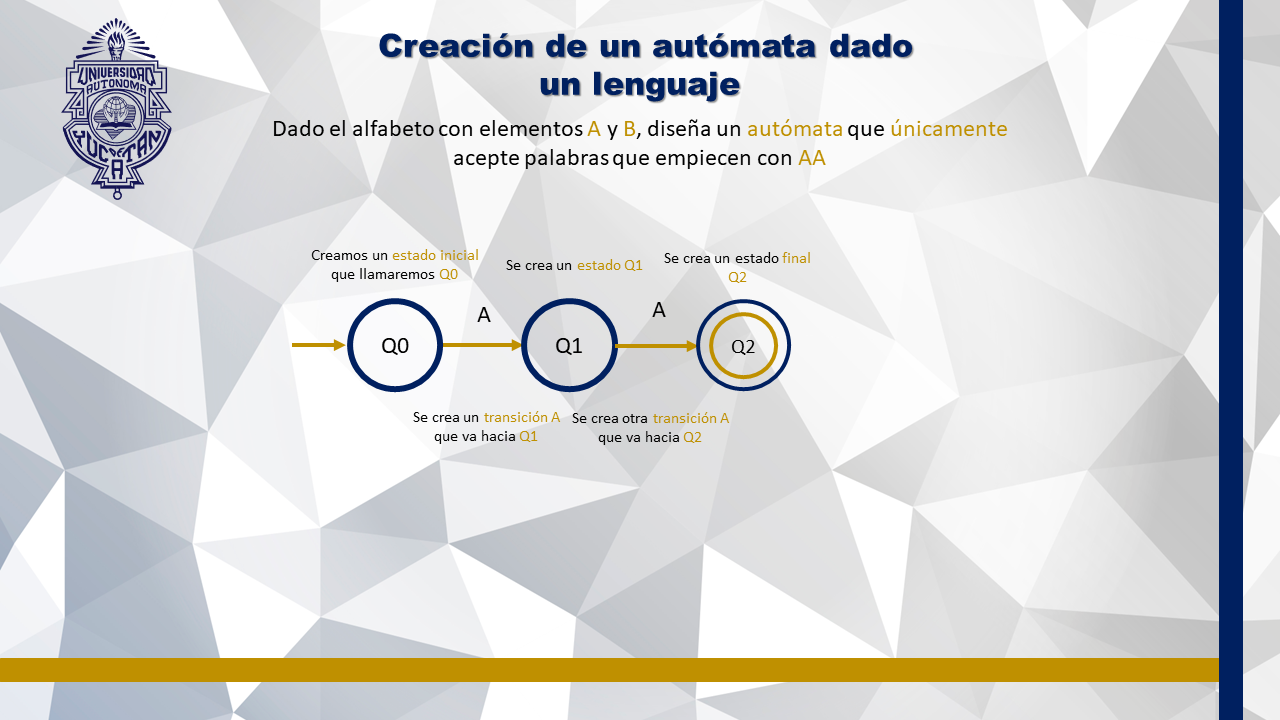 UNIVERSIDAD
AUTONOMA
DE
YUCATAN
Creación de un autómata dado
un lenguaje
Dado el alfabeto con elementos A y B, diseña un autómata que únicamente
acepte palabras que empiecen con AA
Creamos un estado inicial
que llamaremos Q0
Se crea un estado Q1
Se crea un estado final
Q2
A
A
Q0
Q1
Q2
Se crea un transición A
que va hacia Q1
Se crea otra transición A
que va hacia Q2